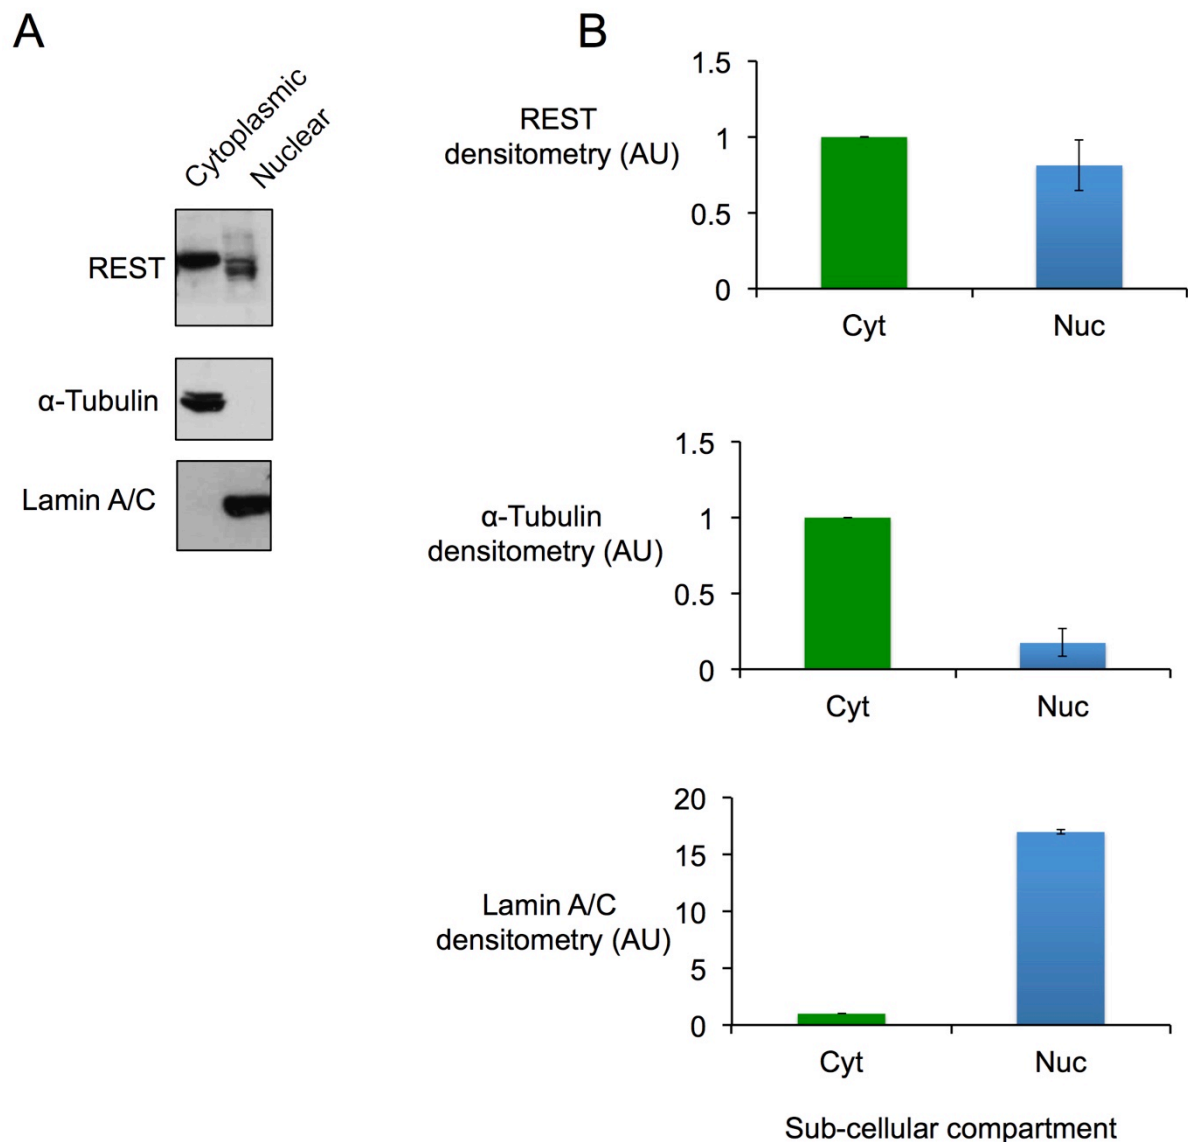 A
Cytoplasmic
Nuclear
REST
α-Tubulin
Lamin A/C
B
REST
densitometry (AU)
1.5
1
0.5
0
Cyt Nuc
α-Tubulin
densitometry (AU)
1.5
1
0.5
0
Cyt Nuc
Lamin A/C
densitometry (AU)
20
15
10
5
0
Cyt Nuc
Sub-cellular compartment